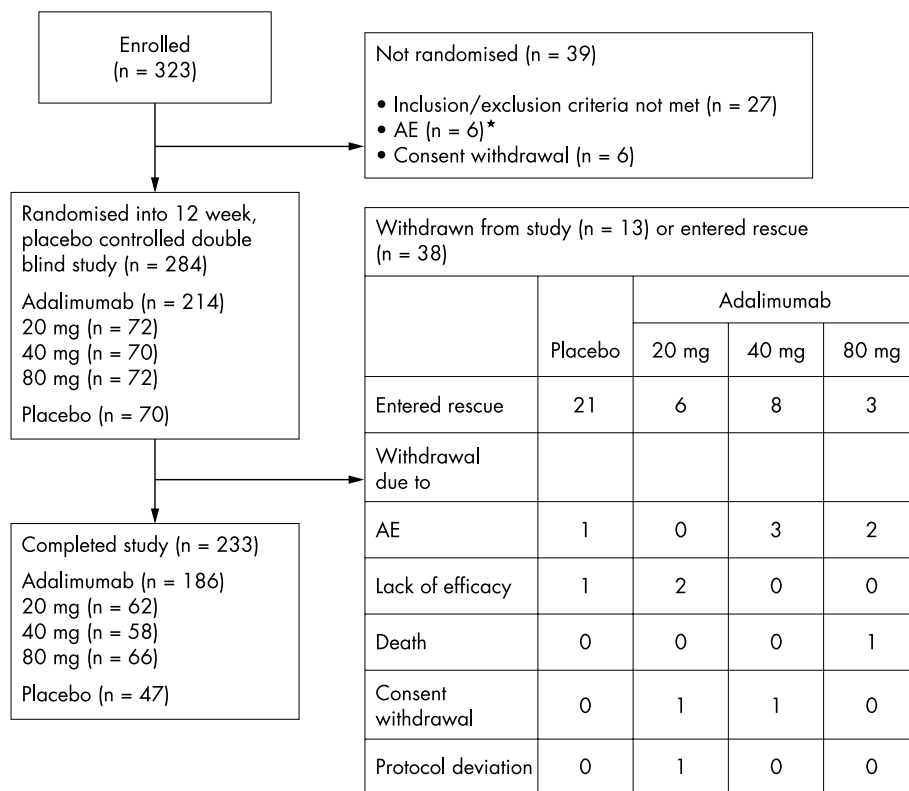 Enrolled
(n = 323)
Not randomised (n = 39)
• Inclusion/exclusion criteria not met (n = 27)
• AE (n = 6)*
• Consent withdrawal (n = 6)
Randomised into 12 week,
placebo controlled double
blind study (n = 284)
Adalimumab (n = 214)
20 mg (n = 72)
40 mg (n = 70)
80 mg (n = 72)
Placebo (n = 70)
Withdrawn from study (n = 13) or entered rescue
(n = 38)
Adalimumab
Placebo 20 mg 40 mg 80 mg
Entered rescue 21 6 8 3
Withdrawal
due to
AE 1 0 3 2
Lack of efficacy 1 2 0 0
Death 0 0 0 1
Consent
withdrawal 0 1 1 0
Protocol deviation 0 1 0 0
Completed study (n = 233)
Adalimumab (n = 186)
20 mg (n = 62)
40 mg (n = 58)
80 mg (n = 66)
Placebo (n = 47)